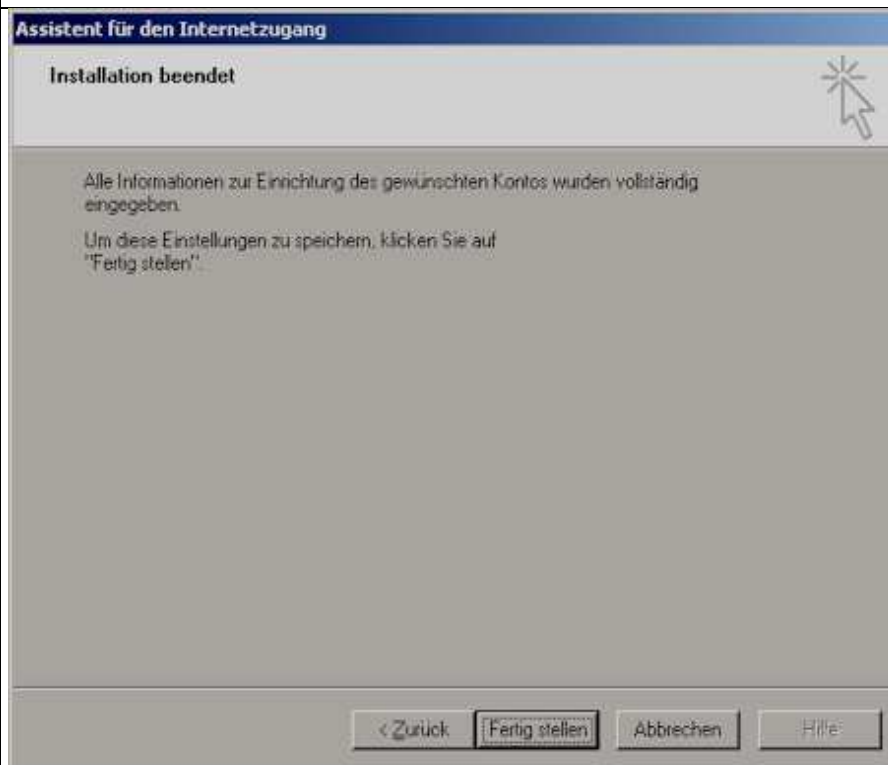 Assistent für den Internetzugang
Installation beendet
Alle Informationen zur Einrichtung des gewünschten Kontos wurden vollständig
eingegeben.
Um diese Einstellungen zu speichern, klicken Sie auf
"Fertig stellen".
< Zurück Fertig stellen Abbrechen Hilfe